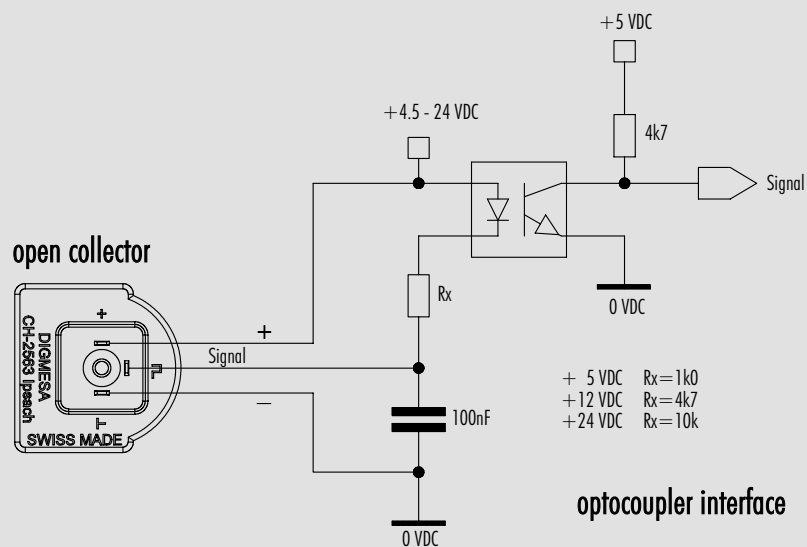 +5 VDC
+4.5 - 24 VDC
4k7
Signal
open collector
Rx
0 VDC
+
DIGMESA
CH-2563 Ipsach
SWISS MADE
+
Signal
−
100nF
+ 5 VDC Rx=1k0
+12 VDC Rx=4k7
+24 VDC Rx=10k
optocoupler interface
0 VDC